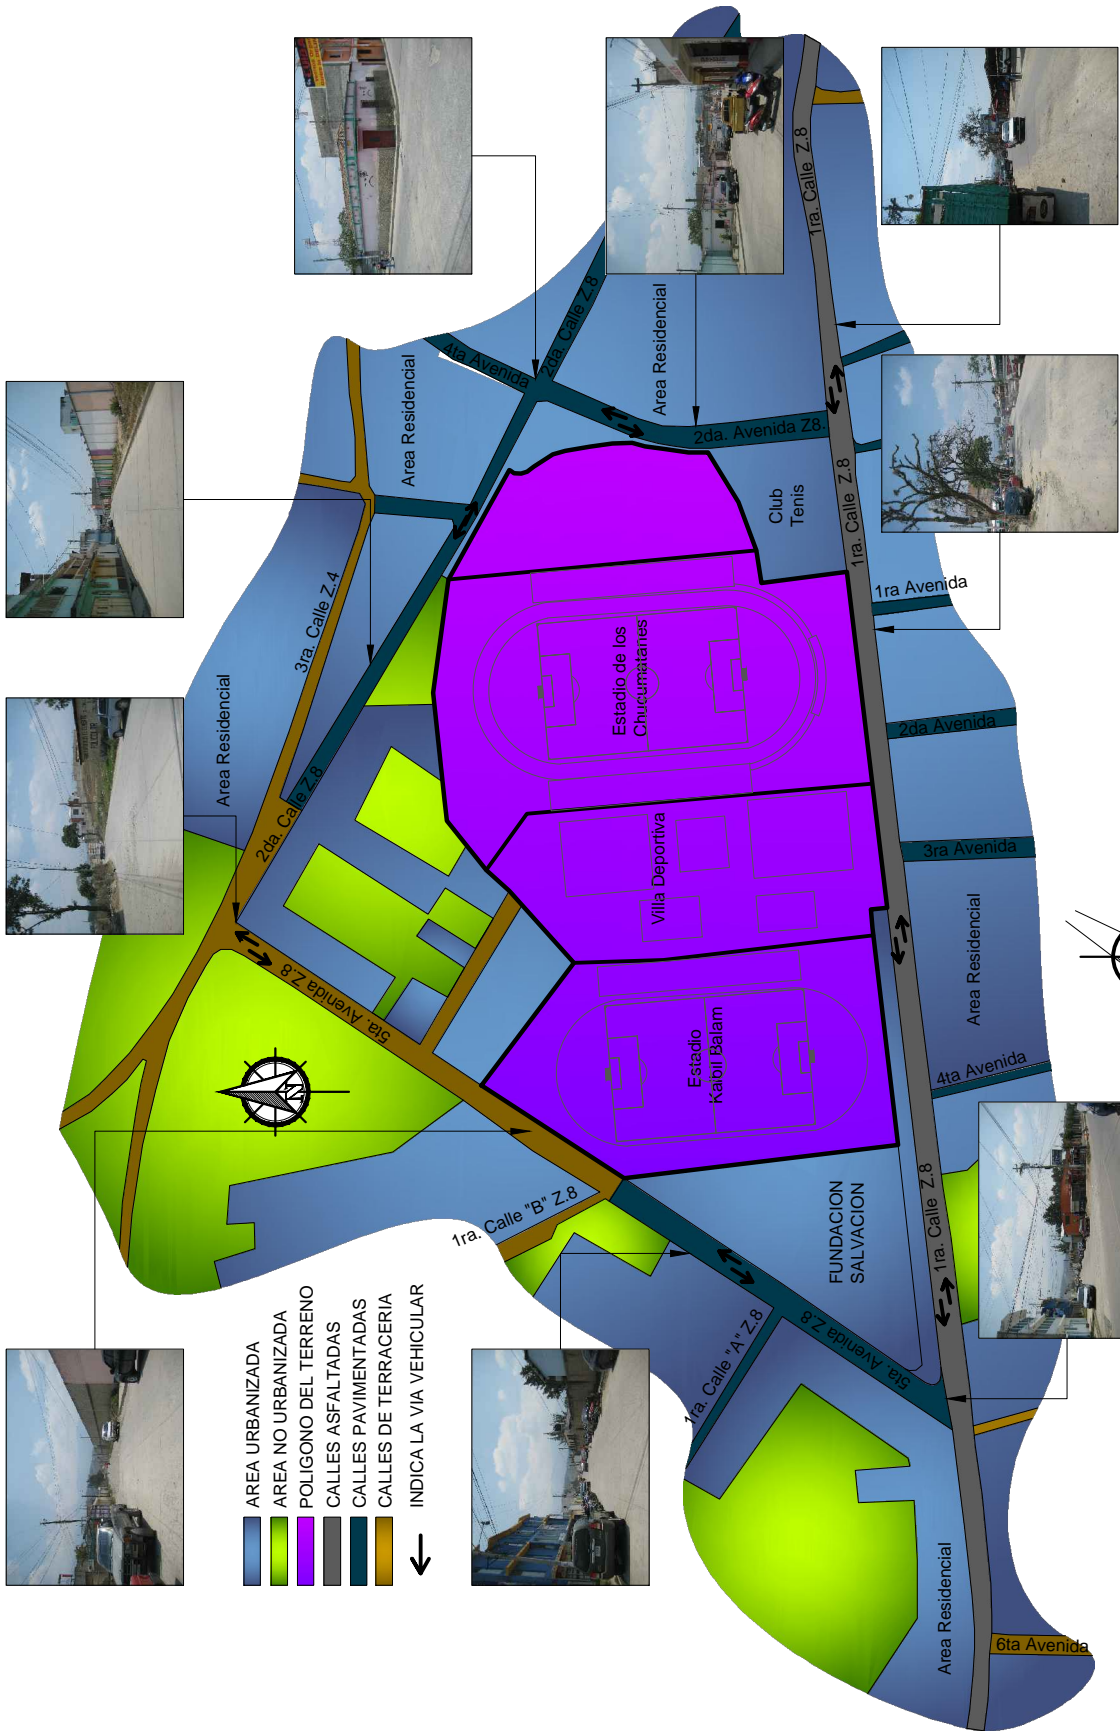 AREA URBANIZADA
AREA NO URBANIZADA
POLIGONO DEL TERRENO
CALLES ASFALTADAS
CALLES PAVIMENTADAS
CALLES DE TERRACERIA
INDICA LA VIA VEHICULAR
N
Area Residencial
3ra. Calle Z.4
Area Residencial
4ta Avenida
2da. Calle Z.8
2da. Calle Z.8
5ta. Avenida Z.8
1ra. Calle "B" Z.8
Area Residencial
2da. Avenida Z8.
Club
Tenis
Estadio de los
Chucumatanes
Villa Deportiva
Estadio
Kaibil Balam
FUNDACION
SALVACION
1ra. Calle "A" Z.8
5ta. Avenida Z.8
1ra. Calle Z.8
1ra. Calle Z.8
1ra. Calle Z.8
1ra Avenida
2da Avenida
3ra Avenida
Area Residencial
4ta Avenida
Area Residencial
6ta Avenida